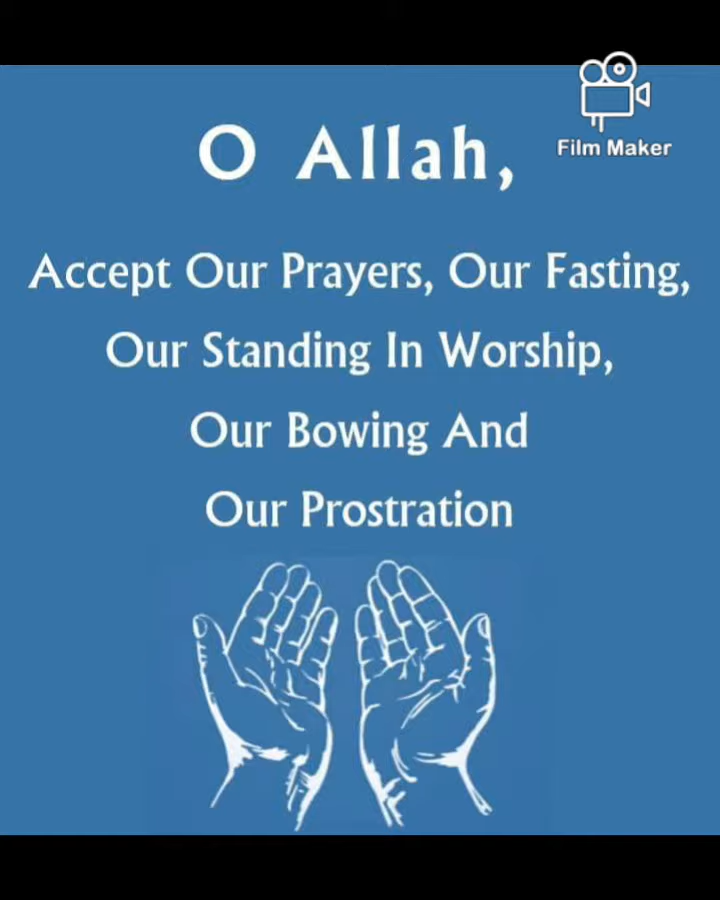 Film Maker
O Allah,
Accept Our Prayers, Our Fasting,
Our Standing In Worship,
Our Bowing And
Our Prostration